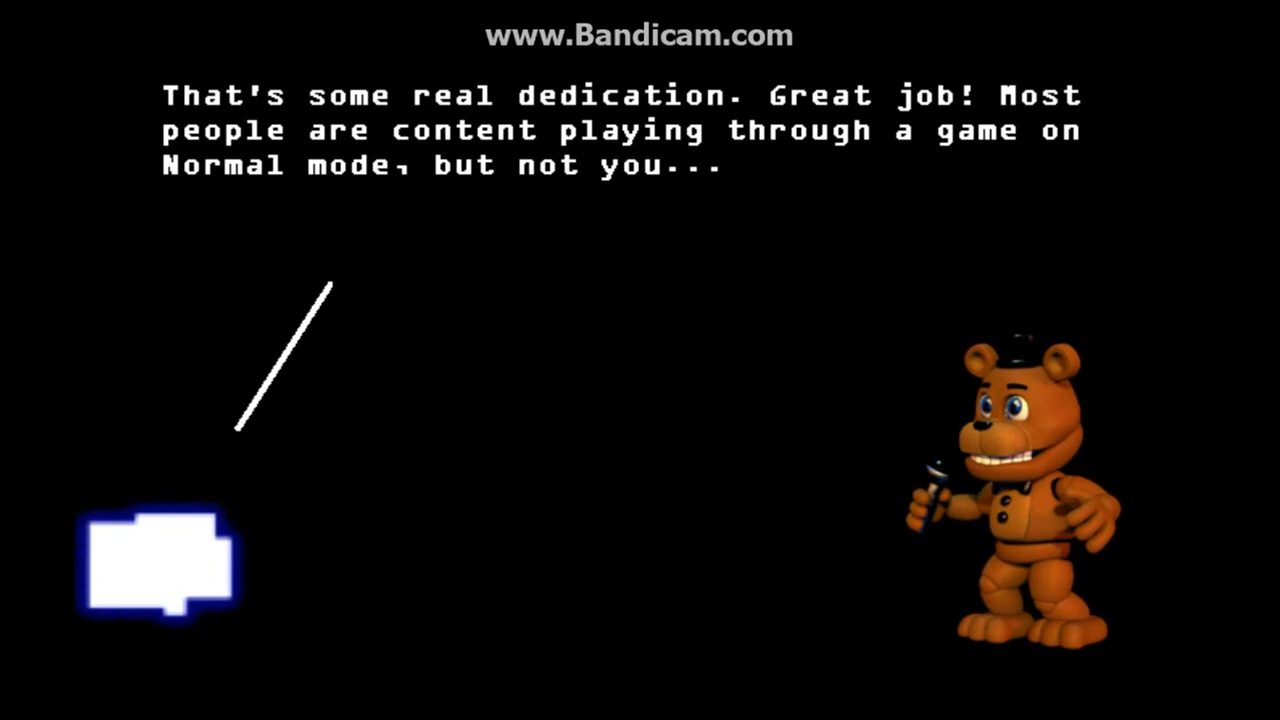 www.Bandicam.com
That's some real dedication. Great job! Most
people are content playing through a game on
Normal mode, but not you...